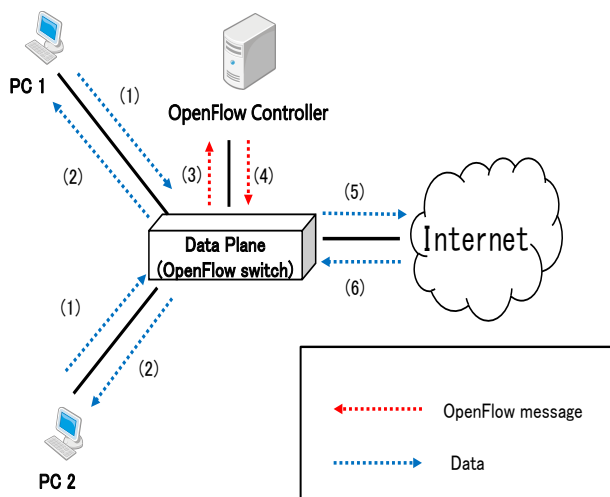 PC 1
(1)
OpenFlow Controller
(2)
(3)
(4)
(5)
Internet
Data Plane
(OpenFlow switch)
(6)
(1)
(2)
PC 2
OpenFlow message
Data